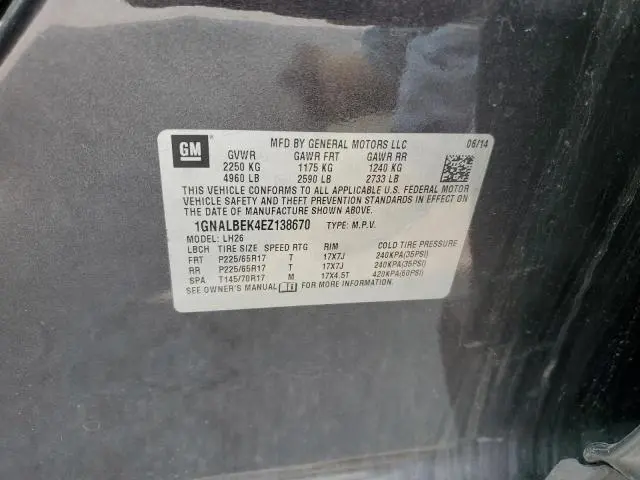 GM
MFD BY GENERAL MOTORS LLC 06/14
GVWR GAWR FRT GAWR RR
2250 KG 1175 KG 1240 KG
4960 LB 2590 LB 2733 LB
THIS VEHICLE CONFORMS TO ALL APPLICABLE U.S. FEDERAL MOTOR
VEHICLE SAFETY AND THEFT PREVENTION STANDARDS IN EFFECT
ON THE DATE OF MANUFACTURE SHOWN ABOVE.
1GNALBEK4EZ138670 TYPE: M.P.V.
MODEL: LH26
LBCH TIRE SIZE SPEED RTG RIM COLD TIRE PRESSURE
FRT P225/65R17 T 17X7J 240KPA(35PSI)
RR P225/65R17 T 17X7J 240KPA(35PSI)
SPA T145/70R17 M 17X4.5T 420KPA(60PSI)
SEE OWNER'S MANUAL FOR MORE INFORMATION.